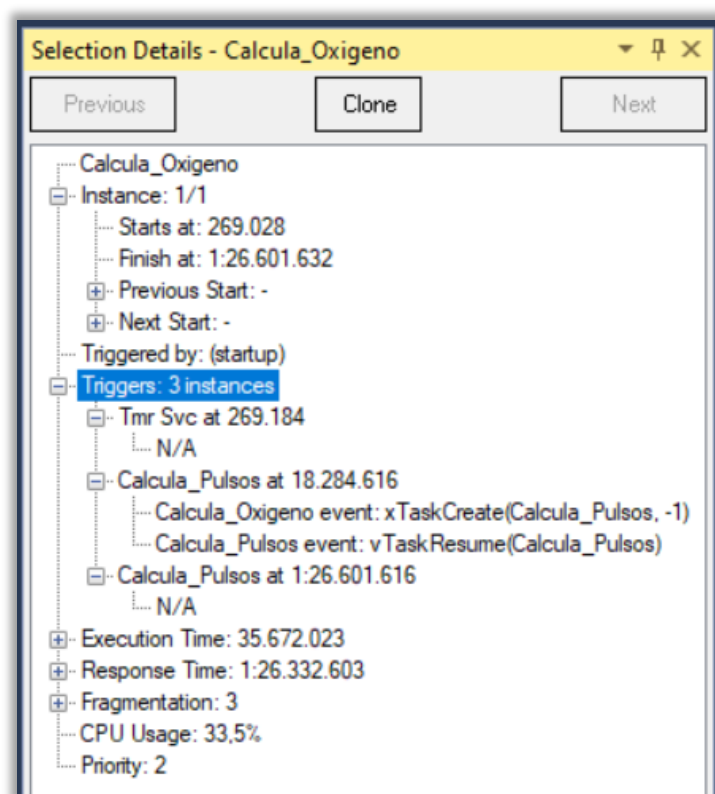 Selection Details - Calcula_Oxigeno
Previous Clone Next
Calcula_Oxigeno
Instance: 1/1
Starts at: 269.028
Finish at: 1:26.601.632
Previous Start: -
Next Start: -
Triggered by: (startup)
Triggers: 3 instances
Tmr Svc at 269.184
N/A
Calcula_Pulsos at 18.284.616
Calcula_Oxigeno event: xTaskCreate(Calcula_Pulsos, -1)
Calcula_Pulsos event: vTaskResume(Calcula_Pulsos)
Calcula_Pulsos at 1:26.601.616
N/A
Execution Time: 35.672.023
Response Time: 1:26.332.603
Fragmentation: 3
CPU Usage: 33,5%
Priority: 2